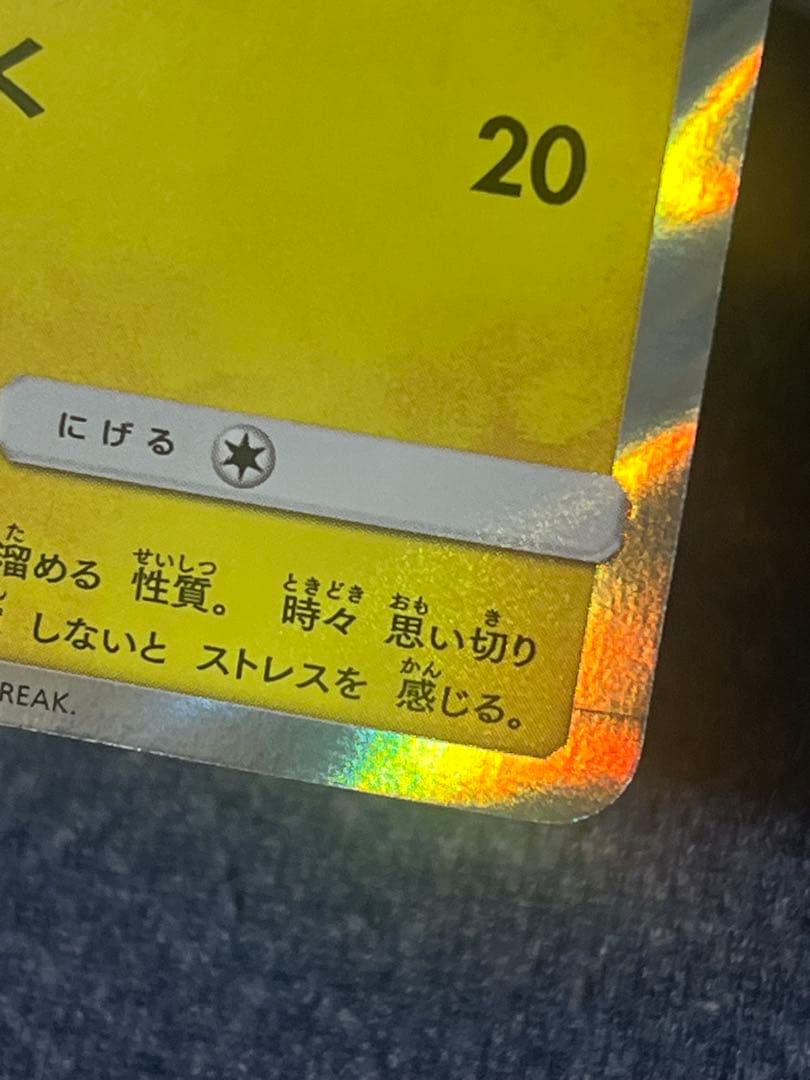 く 20
にげる
溜める 性質。 時々 思い切り
しないと ストレスを 感じる。
REAK.